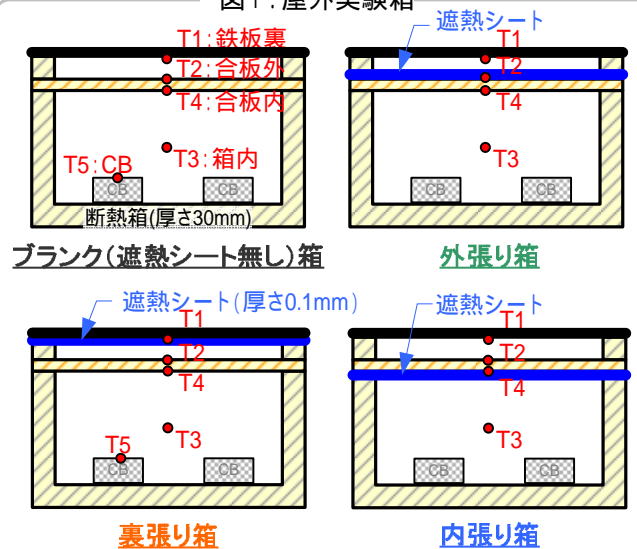 図1:屋外実験箱
遮熱シート
T1:鉄板裏
T2:合板外
T4:合板内
T3:箱内
T5:CB
CB
CB
断熱箱(厚さ30mm)
ブランク(遮熱シート無し)箱
T1
T2
T4
T3
CB
CB
外張り箱
遮熱シート(厚さ0.1mm)
T1
T2
T4
T3
T5
CB
CB
裏張り箱
遮熱シート
T1
T2
T4
T3
CB
CB
内張り箱